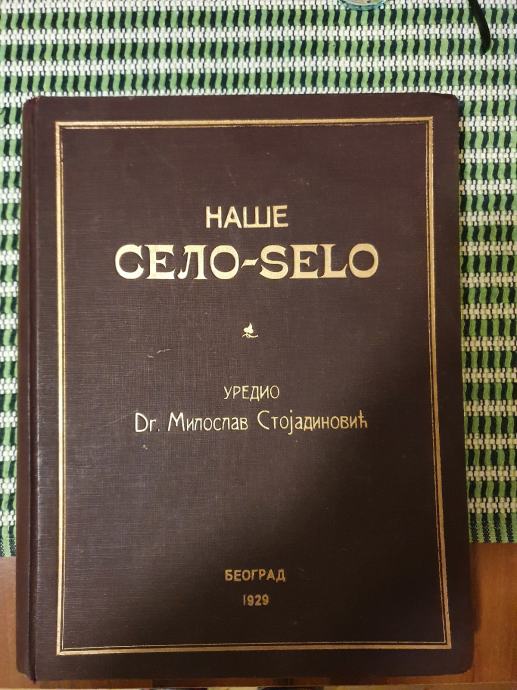 НАШЕ
СЕЛО-SELO
УРЕДИО
Dr. Милослав Стојадиновић
БЕОГРАД
1929